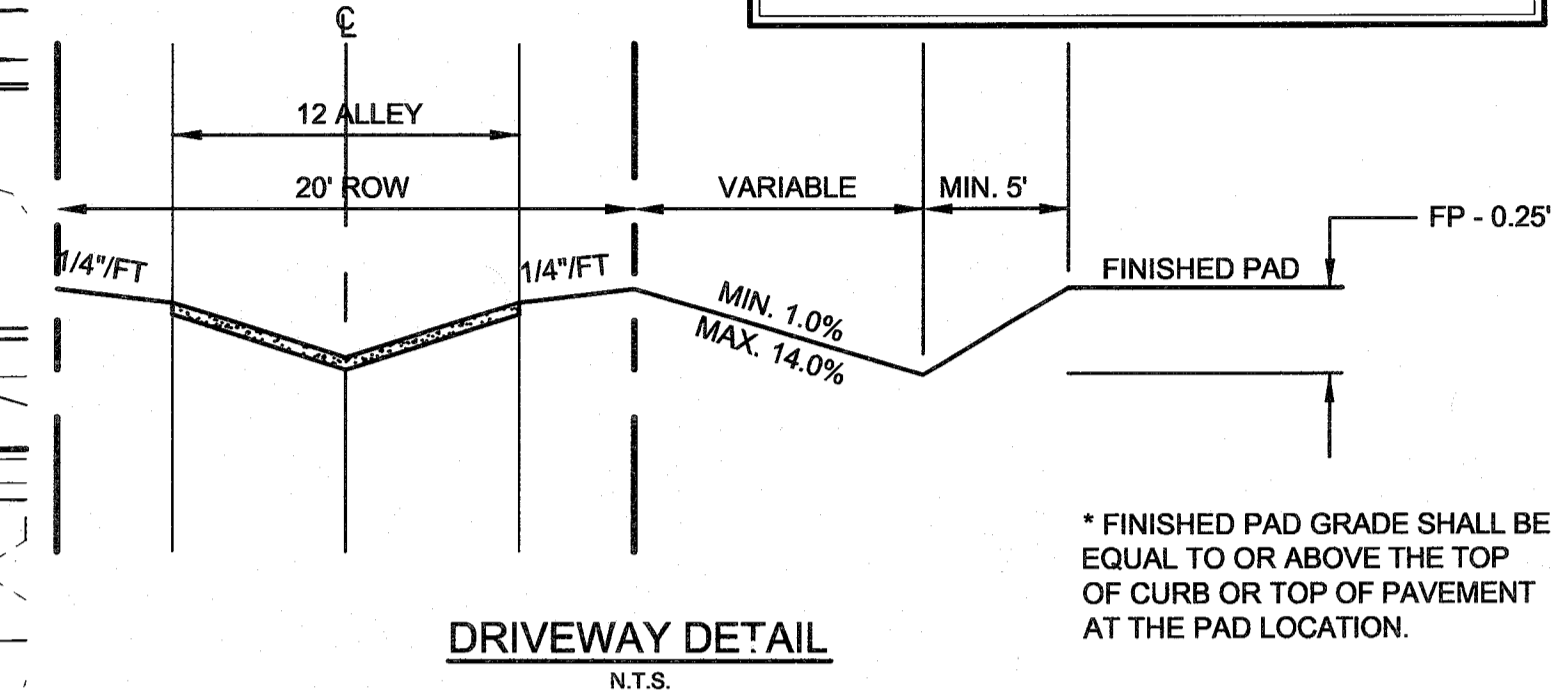 ℄
12 ALLEY
20' ROW
VARIABLE
MIN. 5'
FP - 0.25'
1/4"/FT
1/4"/FT
FINISHED PAD
MIN. 1.0%
MAX. 14.0%
* FINISHED PAD GRADE SHALL BE
EQUAL TO OR ABOVE THE TOP
OF CURB OR TOP OF PAVEMENT
AT THE PAD LOCATION.
DRIVEWAY DETAIL
N.T.S.